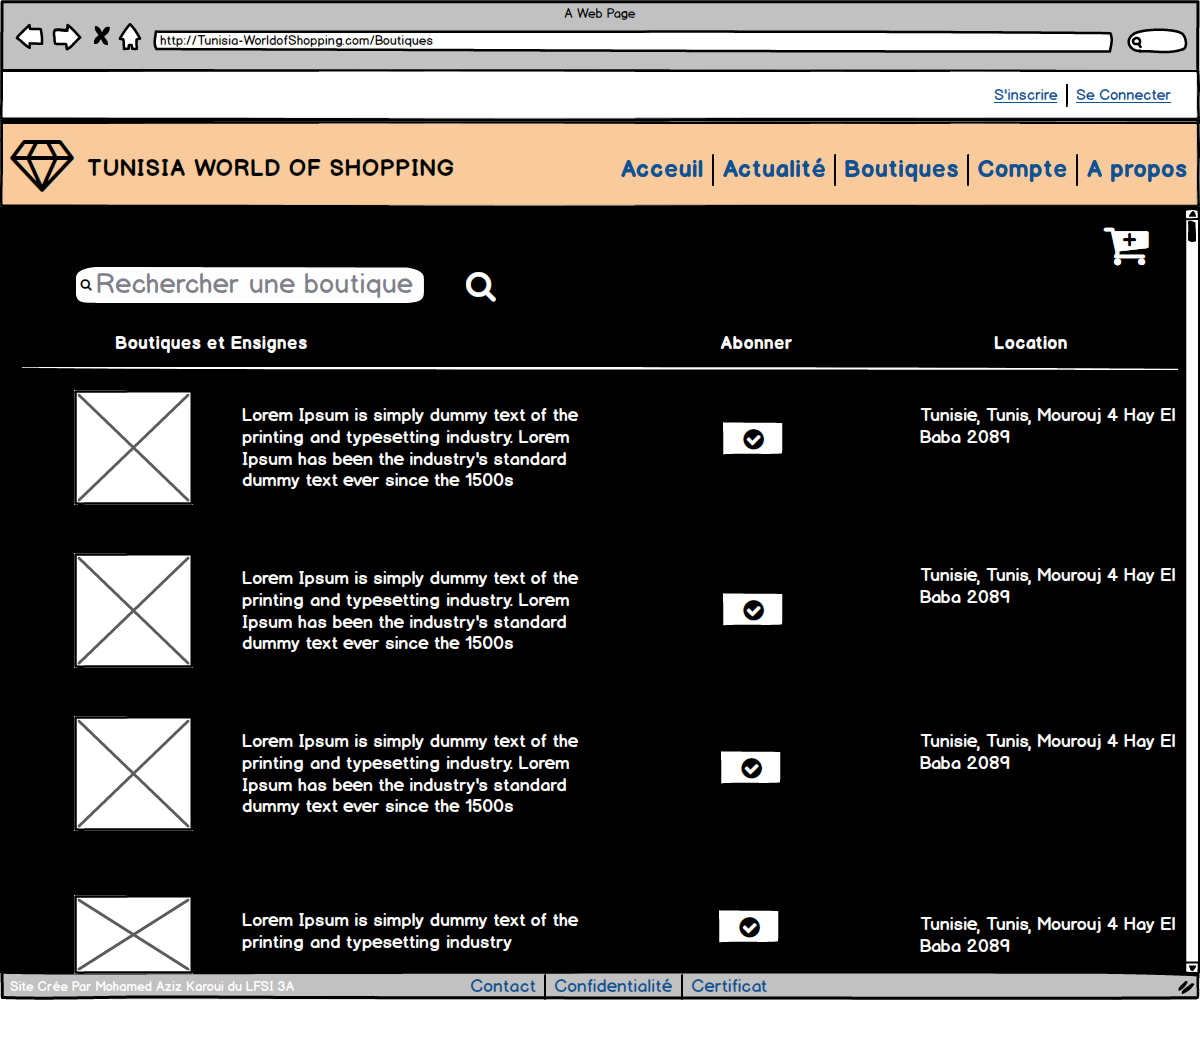 A Web Page
http://Tunisia-WorldofShopping.com/Boutiques
S'inscrire Se Connecter
TUNISIA WORLD OF SHOPPING
Acceuil Actualité Boutiques Compte A propos
Rechercher une boutique
Boutiques et Ensignes Abonner Location
Lorem Ipsum is simply dummy text of the
printing and typesetting industry. Lorem
Ipsum has been the industry's standard
dummy text ever since the 1500s
Tunisie, Tunis, Mourouj 4 Hay El
Baba 2089
Lorem Ipsum is simply dummy text of the
printing and typesetting industry. Lorem
Ipsum has been the industry's standard
dummy text ever since the 1500s
Tunisie, Tunis, Mourouj 4 Hay El
Baba 2089
Lorem Ipsum is simply dummy text of the
printing and typesetting industry. Lorem
Ipsum has been the industry's standard
dummy text ever since the 1500s
Tunisie, Tunis, Mourouj 4 Hay El
Baba 2089
Lorem Ipsum is simply dummy text of the
printing and typesetting industry
Tunisie, Tunis, Mourouj 4 Hay El
Baba 2089
Site Crée Par Mohamed Aziz Karoui du LFSI 3A
Contact Confidentialité Certificat